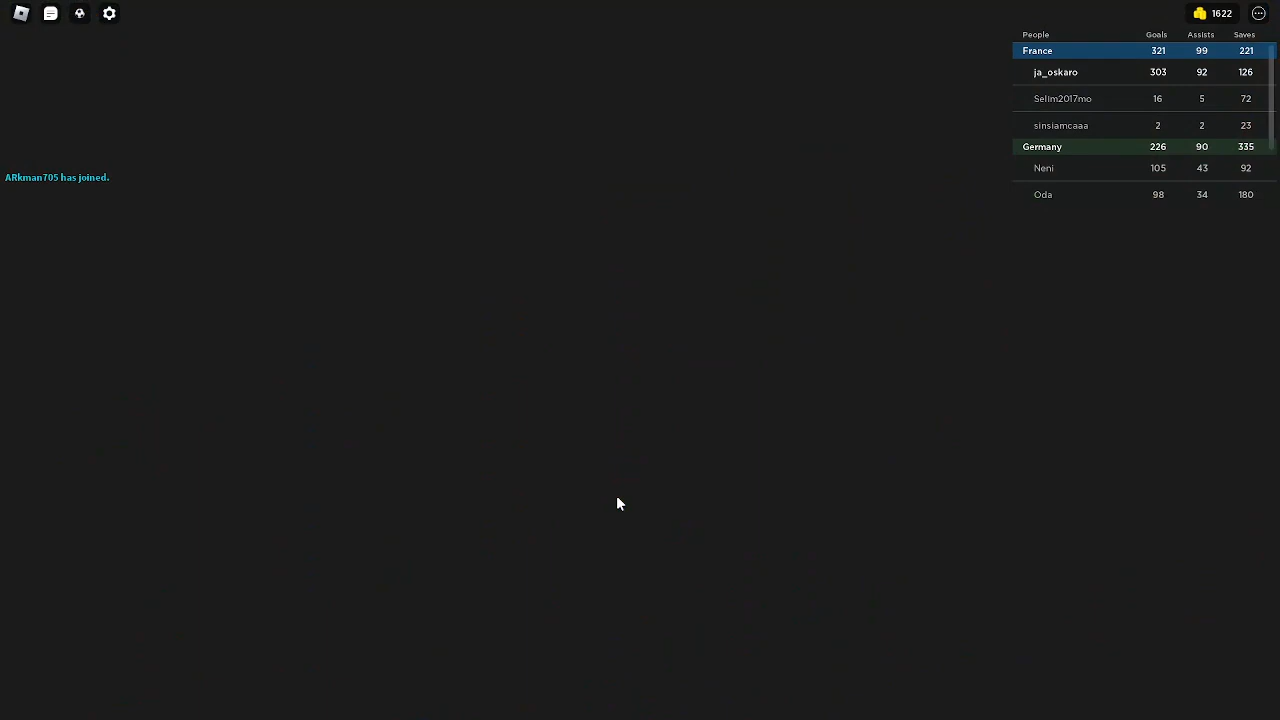 1622
People Goals Assists Saves
France 321 99 221
ja_oskaro 303 92 126
Selim2017mo 16 5 72
sinsiamcaaa 2 2 23
Germany 226 90 335
Neni 105 43 92
ARkman705 has joined.
Oda 98 34 180